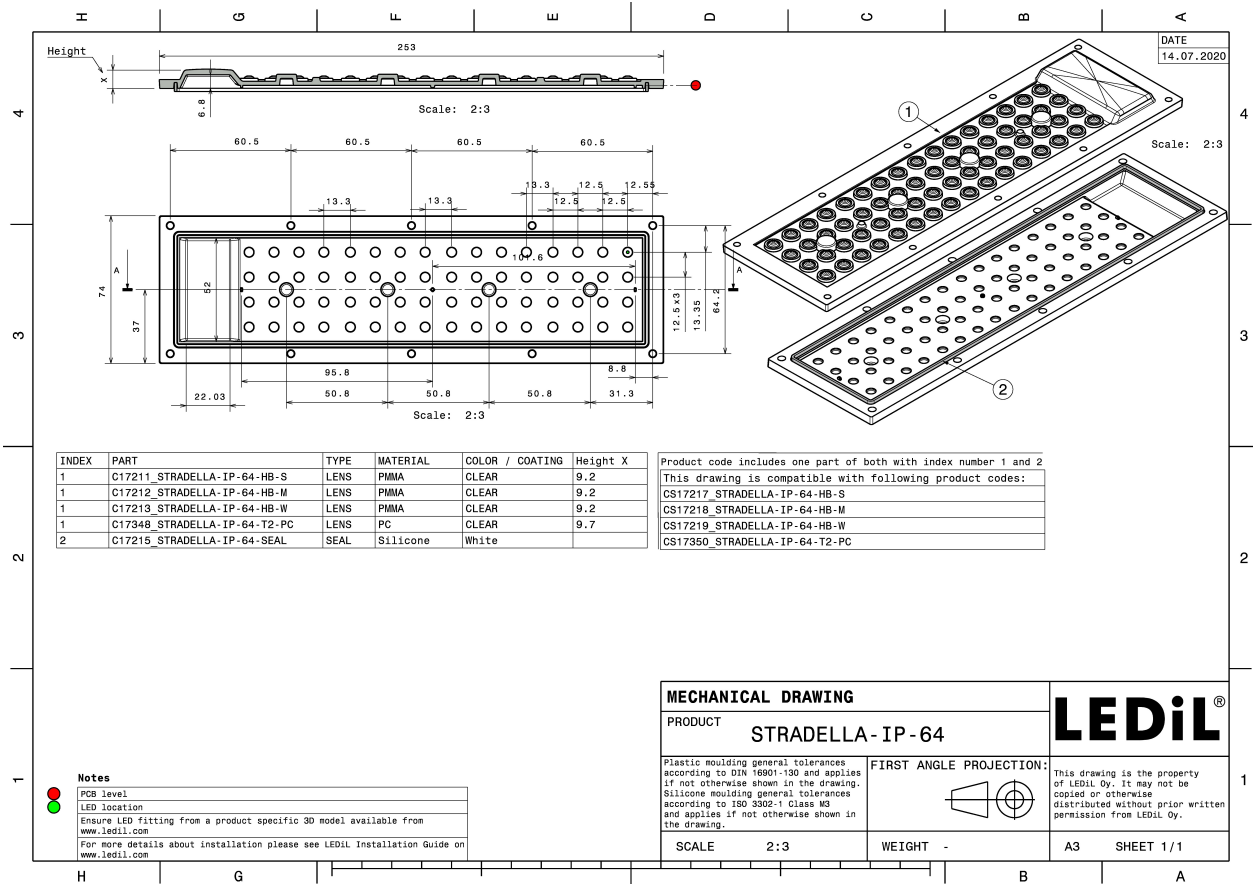 H G F E D C B A
DATE
14.07.2020
Height
253
X
6.8
Scale: 2:3
4
4
1
Scale: 2:3
60.5 60.5 60.5 60.5
13.3 12.5 12.55
13.3 13.3 12.5 12.5
101.6
A
A
74
37
52
12.5x3
13.35
64.2
3
3
95.8
8.8
22.03
50.8 50.8 50.8 31.3
Scale: 2:3
2
INDEX PART TYPE MATERIAL COLOR / COATING Height X
1 C17211_STRADELLA-IP-64-HB-S LENS PMMA CLEAR 9.2
1 C17212_STRADELLA-IP-64-HB-M LENS PMMA CLEAR 9.2
1 C17213_STRADELLA-IP-64-HB-W LENS PMMA CLEAR 9.2
1 C17348_STRADELLA-IP-64-T2-PC LENS PC CLEAR 9.7
2 C17215_STRADELLA-IP-64-SEAL SEAL Silicone White
Product code includes one part of both with index number 1 and 2
This drawing is compatible with following product codes:
CS17217_STRADELLA-IP-64-HB-S
CS17218_STRADELLA-IP-64-HB-M
CS17219_STRADELLA-IP-64-HB-W
CS17350_STRADELLA-IP-64-T2-PC
2
2
1
1
Notes
PCB level
LED location
Ensure LED fitting from a product specific 3D model available from
www.ledil.com
For more details about installation please see LEDiL Installation Guide on
www.ledil.com
MECHANICAL DRAWING
PRODUCT
STRADELLA-IP-64
LEDiL®
Plastic moulding general tolerances
according to DIN 16901-130 and applies
if not otherwise shown in the drawing.
Silicone moulding general tolerances
according to ISO 3302-1 Class M3
and applies if not otherwise shown in
the drawing.
FIRST ANGLE PROJECTION:
This drawing is the property
of LEDiL Oy. It may not be
copied or otherwise
distributed without prior written
permission from LEDiL Oy.
SCALE 2:3
WEIGHT -
A3 SHEET 1/1
H G B A